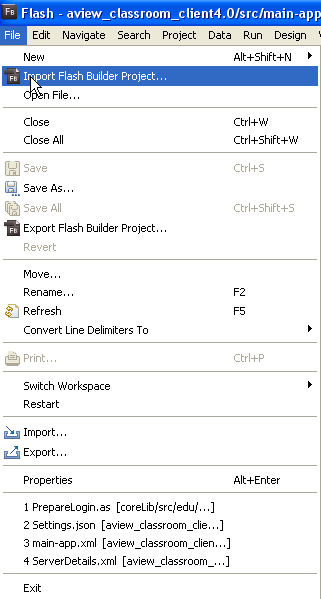 Fb Flash - aview_classroom_client4.0/src/main-app
File Edit Navigate Search Project Data Run Design
New Alt+Shift+N
Fb Import Flash Builder Project...
Open File...
Close Ctrl+W
Close All Ctrl+Shift+W
Save Ctrl+S
Save As...
Save All Ctrl+Shift+S
Fb Export Flash Builder Project...
Revert
Move...
Rename... F2
Refresh F5
Convert Line Delimiters To
Print... Ctrl+P
Switch Workspace
Restart
Import...
Export...
Properties Alt+Enter
1 PrepareLogin.as [coreLib/src/edu/...]
2 Settings.json [aview_classroom_clie...]
3 main-app.xml [aview_classroom_clien...]
4 ServerDetails.xml [aview_classroom_...]
Exit